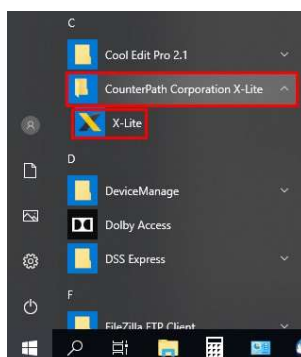 C
Cool Edit Pro 2.1
CounterPath Corporation X-Lite
X-Lite
D
DeviceManage
Dolby Access
DSS Express
F
FileZilla FTP Client